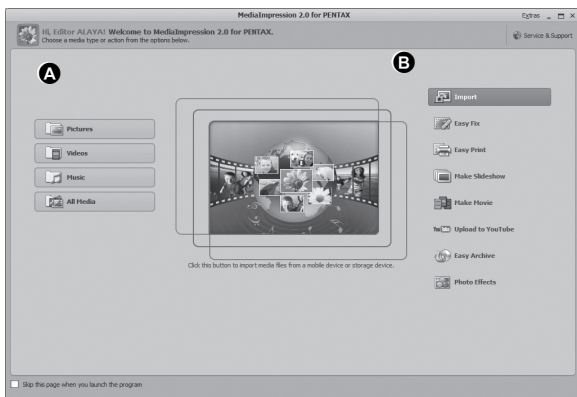 MediaImpression 2.0 for PENTAX
Extras
Hi, Editor ALAYA! Welcome to MediaImpression 2.0 for PENTAX.
Choose a media type or action from the options below.
Service & Support
A
B
Pictures
Videos
Music
All Media
Import
Easy Fix
Easy Print
Make Slideshow
Make Movie
You Tube Upload to YouTube
Easy Archive
Photo Effects
Click this button to import media files from a mobile device or storage device.
Skip this page when you launch the program